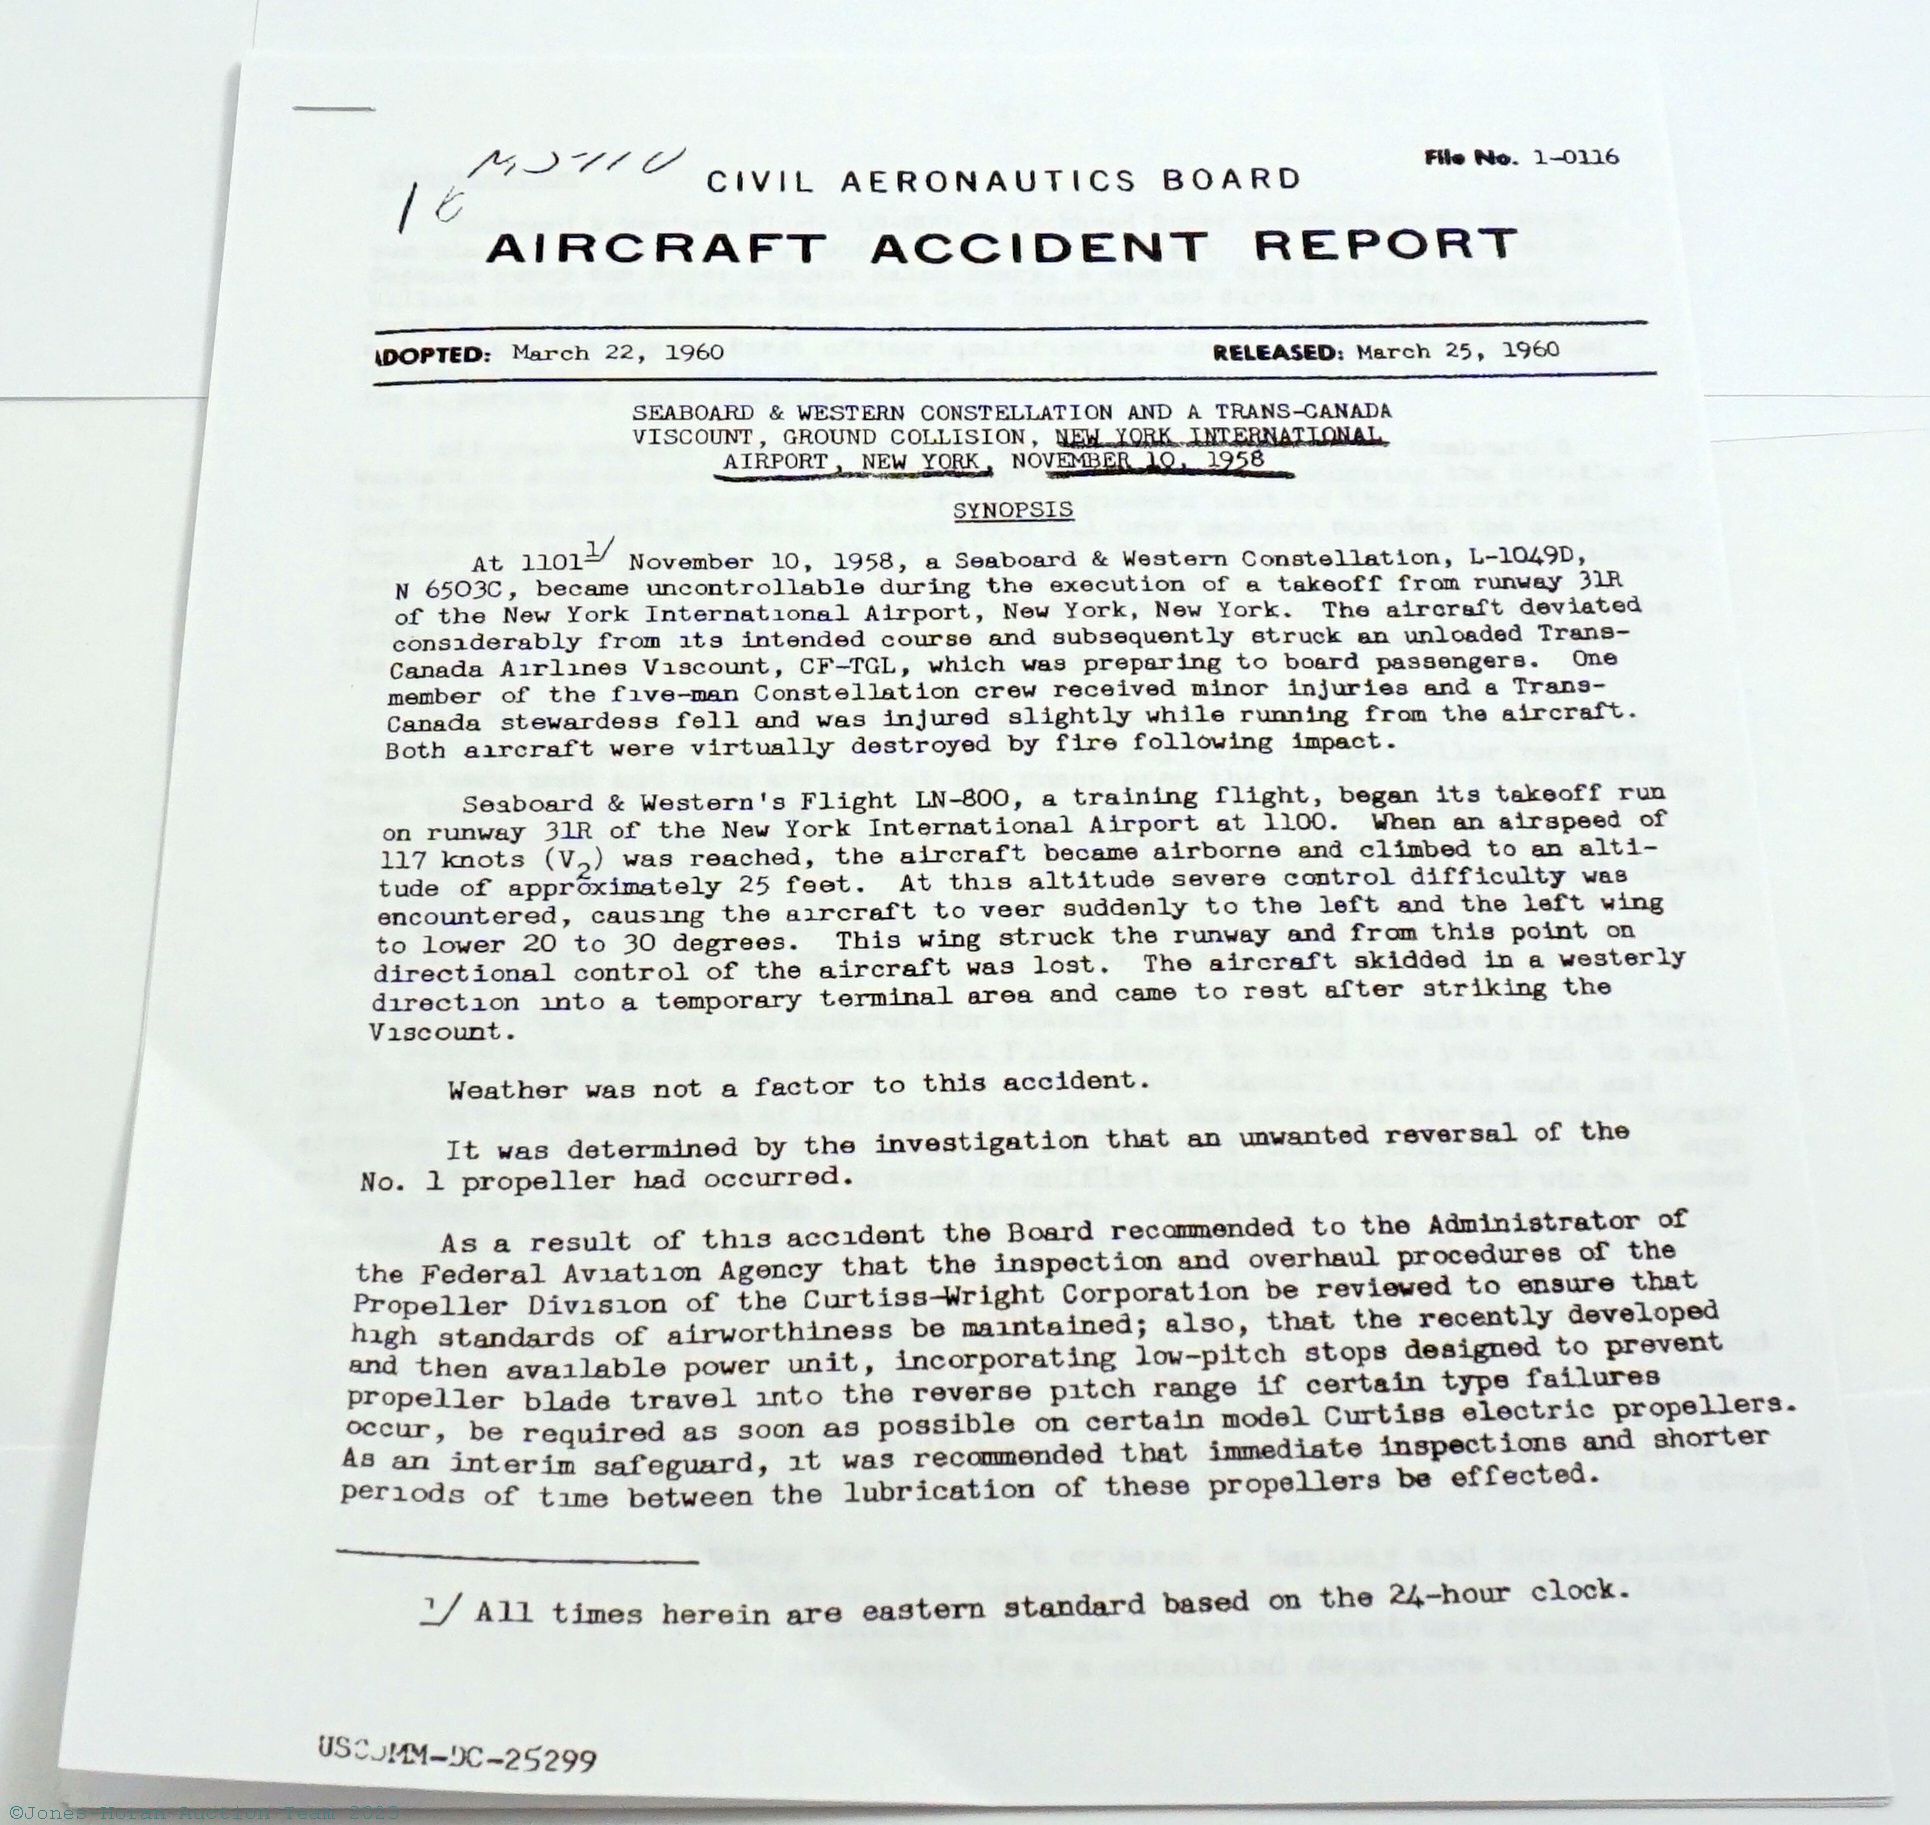 File No. 1-0116
CIVIL AERONAUTICS BOARD
AIRCRAFT ACCIDENT REPORT
ADOPTED: March 22, 1960 RELEASED: March 25, 1960
SEABOARD & WESTERN CONSTELLATION AND A TRANS-CANADA
VISCOUNT, GROUND COLLISION, NEW YORK INTERNATIONAL
AIRPORT, NEW YORK, NOVEMBER 10, 1958
SYNOPSIS
At 1101 1/ November 10, 1958, a Seaboard & Western Constellation, L-1049D,
N 6503C, became uncontrollable during the execution of a takeoff from runway 31R
of the New York International Airport, New York, New York. The aircraft deviated
considerably from its intended course and subsequently struck an unloaded Trans-
Canada Airlines Viscount, CF-TGL, which was preparing to board passengers. One
member of the five-man Constellation crew received minor injuries and a Trans-
Canada stewardess fell and was injured slightly while running from the aircraft.
Both aircraft were virtually destroyed by fire following impact.
Seaboard & Western's Flight LN-800, a training flight, began its takeoff run
on runway 31R of the New York International Airport at 1100. When an airspeed of
117 knots (V2) was reached, the aircraft became airborne and climbed to an alti-
tude of approximately 25 feet. At this altitude severe control difficulty was
encountered, causing the aircraft to veer suddenly to the left and the left wing
to lower 20 to 30 degrees. This wing struck the runway and from this point on
directional control of the aircraft was lost. The aircraft skidded in a westerly
direction into a temporary terminal area and came to rest after striking the
Viscount.
Weather was not a factor to this accident.
It was determined by the investigation that an unwanted reversal of the
No. 1 propeller had occurred.
As a result of this accident the Board recommended to the Administrator of
the Federal Aviation Agency that the inspection and overhaul procedures of the
Propeller Division of the Curtiss-Wright Corporation be reviewed to ensure that
high standards of airworthiness be maintained; also, that the recently developed
and then available power unit, incorporating low-pitch stops designed to prevent
propeller blade travel into the reverse pitch range if certain type failures
occur, be required as soon as possible on certain model Curtiss electric propellers.
As an interim safeguard, it was recommended that immediate inspections and shorter
periods of time between the lubrication of these propellers be effected.
1/ All times herein are eastern standard based on the 24-hour clock.
USCOMM-DC-25299
©Jones-Horan Auction Team 2023